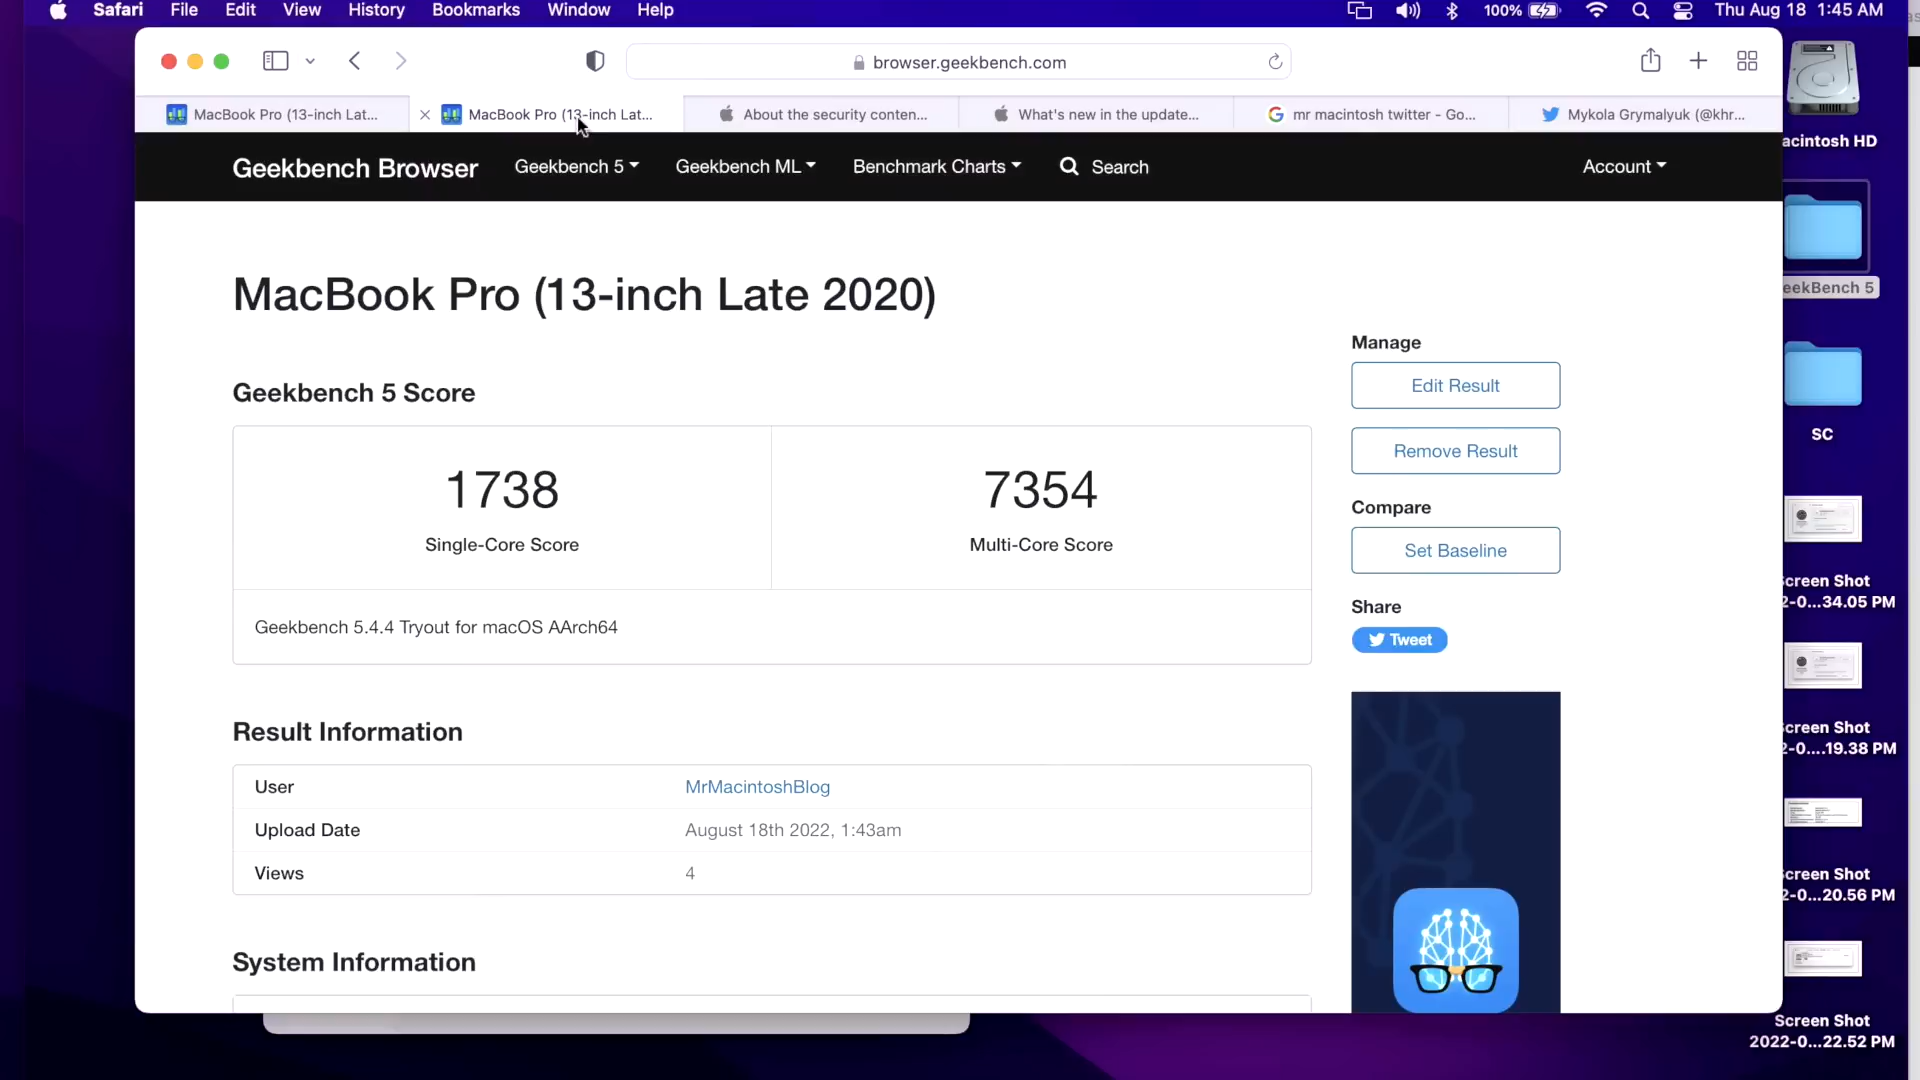 Safari File Edit View History Bookmarks Window Help 100% Thu Aug 18 1:45 AM
browser.geekbench.com
MacBook Pro (13-inch Lat...
MacBook Pro (13-inch Lat...
About the security conten...
What's new in the update...
mr macintosh twitter - Go...
Mykola Grymalyuk (@khr...
Geekbench Browser Geekbench 5 Geekbench ML Benchmark Charts Search Account
MacBook Pro (13-inch Late 2020)
Geekbench 5 Score
1738
Single-Core Score
7354
Multi-Core Score
Geekbench 5.4.4 Tryout for macOS AArch64
Result Information
User MrMacintoshBlog
Upload Date August 18th 2022, 1:43am
Views 4
System Information
Manage
Edit Result
Remove Result
Compare
Set Baseline
Share
Tweet
acintosh HD
eekBench 5
SC
Screen Shot
2-0...34.05 PM
Screen Shot
2-0....19.38 PM
Screen Shot
2-0...20.56 PM
Screen Shot
2022-0...22.52 PM